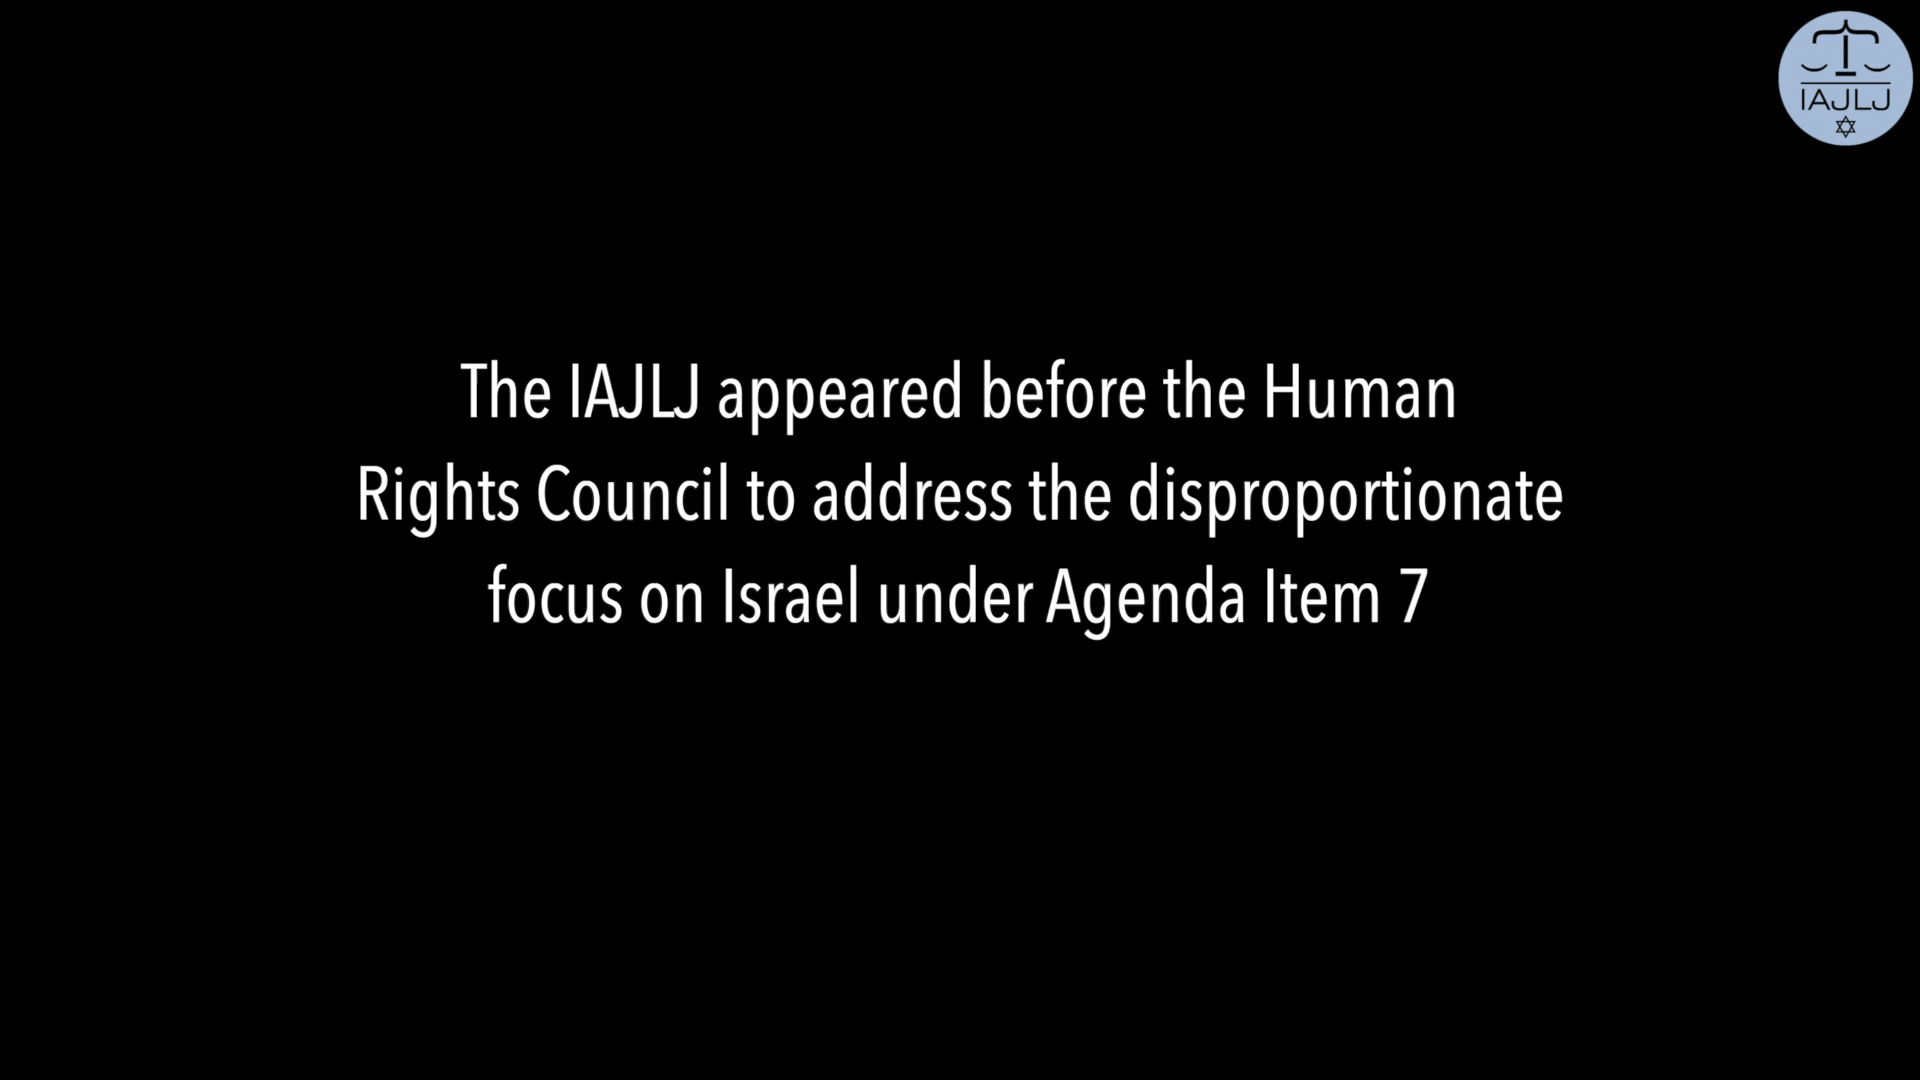 IAJLJ
The IAJLJ appeared before the Human
Rights Council to address the disproportionate
focus on Israel under Agenda Item 7